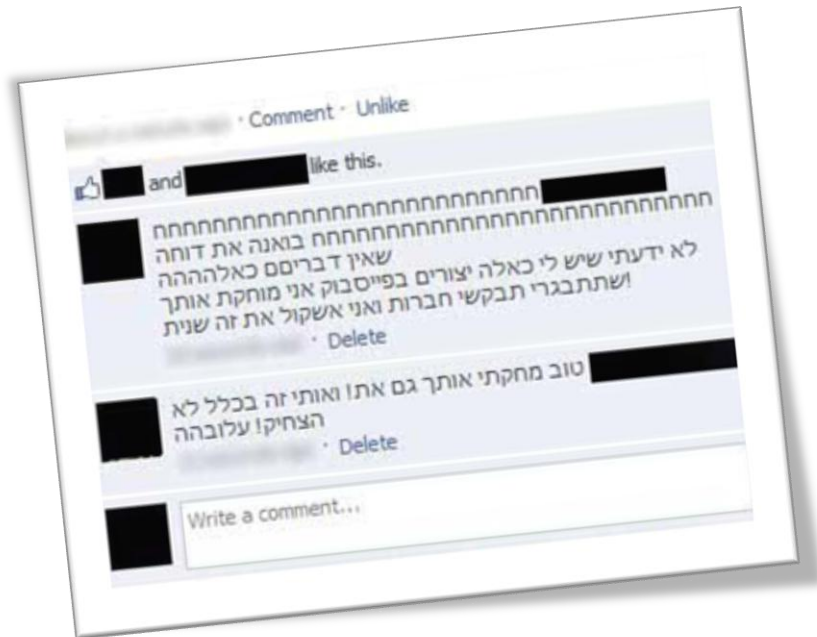 · Comment · Unlike
and like this.
חחחחחחחחחחחחחחחחחחחחחחחחחחח
חחחחחחחחחחחחחחחחחחחחחחחחחחח בואנה את דוחה
שאין דברים כאלהההה
לא ידעתי שיש לי כאלה יצורים בפייסבוק אני מוחקת אותך
שתתבגרי תבקשי חברות ואני אשקול את זה שנית!
· Delete
טוב מחקתי אותך גם את! ואותי זה בכלל לא
הצחיק! עלובהה
· Delete
Write a comment...